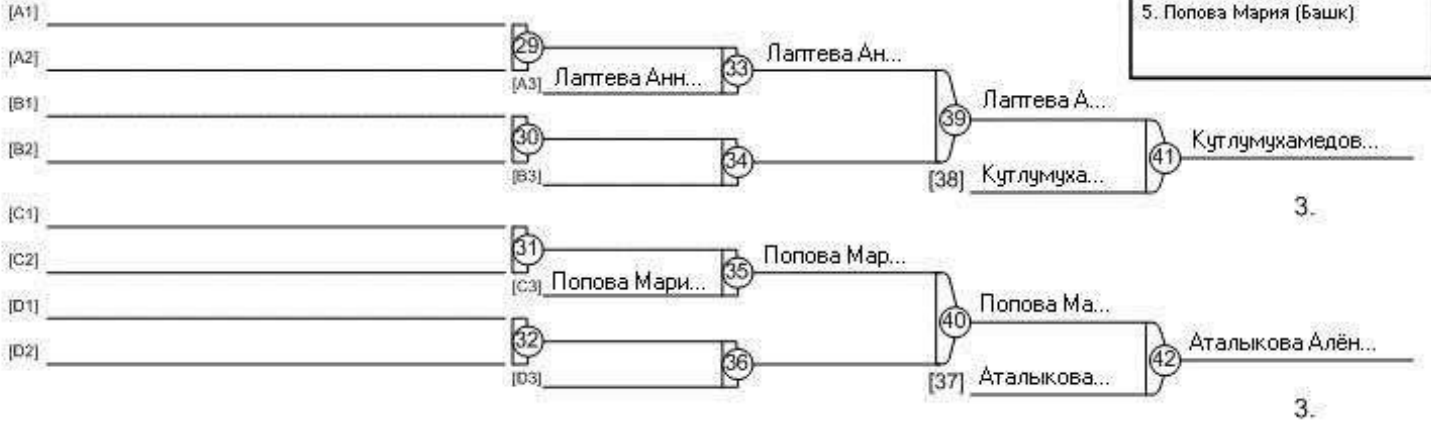 [A1]
5. Попова Мария (Башк)
[A2]
29
33
Лаптева Ан...
[A3] Лаптева Анн...
[B1]
39
Лаптева А...
[B2]
30
34
41
Кутлумухамедов...
[B3]
[38] Кутлумуха...
3.
[C1]
[C2]
31
35
Попова Мар...
[C3] Попова Мари...
[D1]
40
Попова Ма...
[D2]
32
36
42
Аталыкова Алён...
[D3]
[37] Аталыкова...
3.